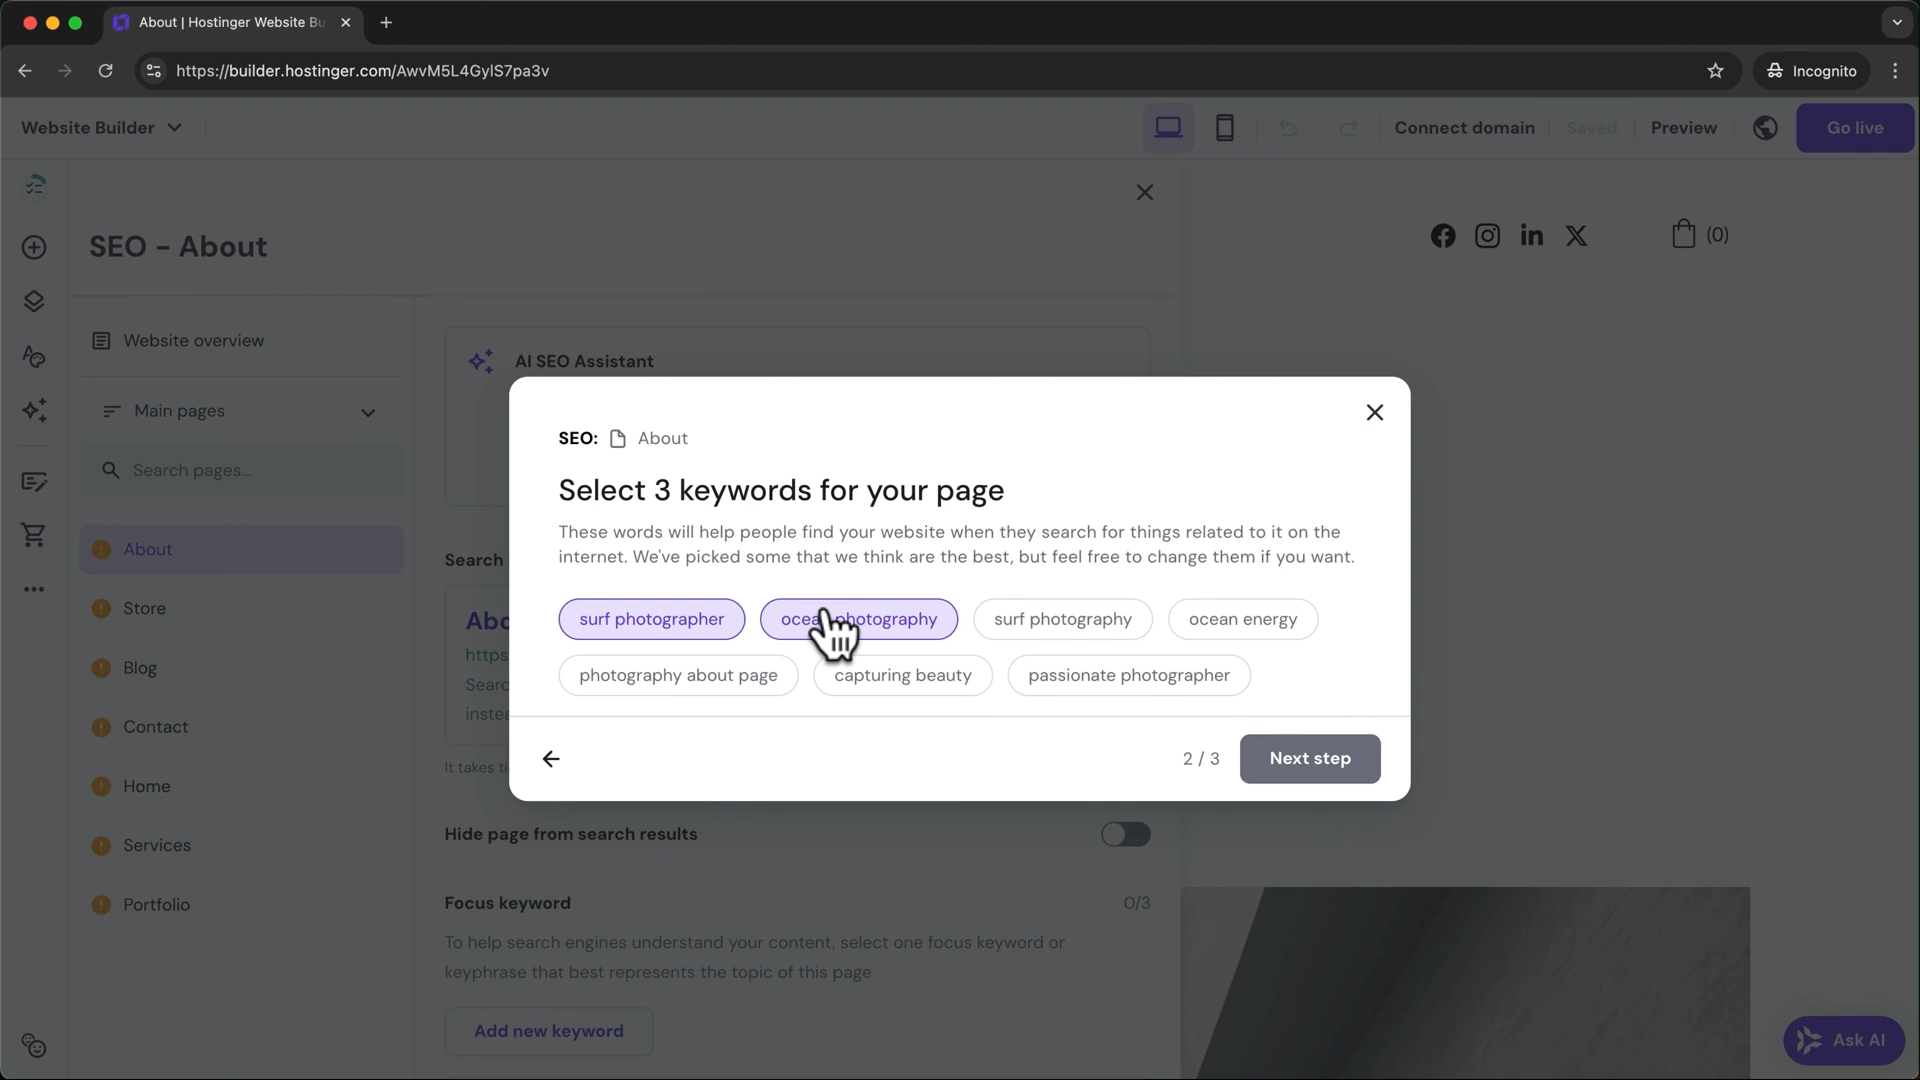 About | Hostinger Website Bu
https://builder.hostinger.com/AwvM5L4GylS7pa3v
Incognito
Website Builder
Connect domain
Saved
Preview
Go live
SEO – About
(0)
Website overview
AI SEO Assistant
Main pages
Search pages...
About
Store
Blog
Contact
Home
Services
Portfolio
Search
Abo
https
Searc
inste
It takes ti
SEO: About
Select 3 keywords for your page
These words will help people find your website when they search for things related to it on the
internet. We've picked some that we think are the best, but feel free to change them if you want.
surf photographer
ocean photography
surf photography
ocean energy
photography about page
capturing beauty
passionate photographer
2 / 3
Next step
Hide page from search results
Focus keyword
0/3
To help search engines understand your content, select one focus keyword or
keyphrase that best represents the topic of this page
Add new keyword
Ask AI